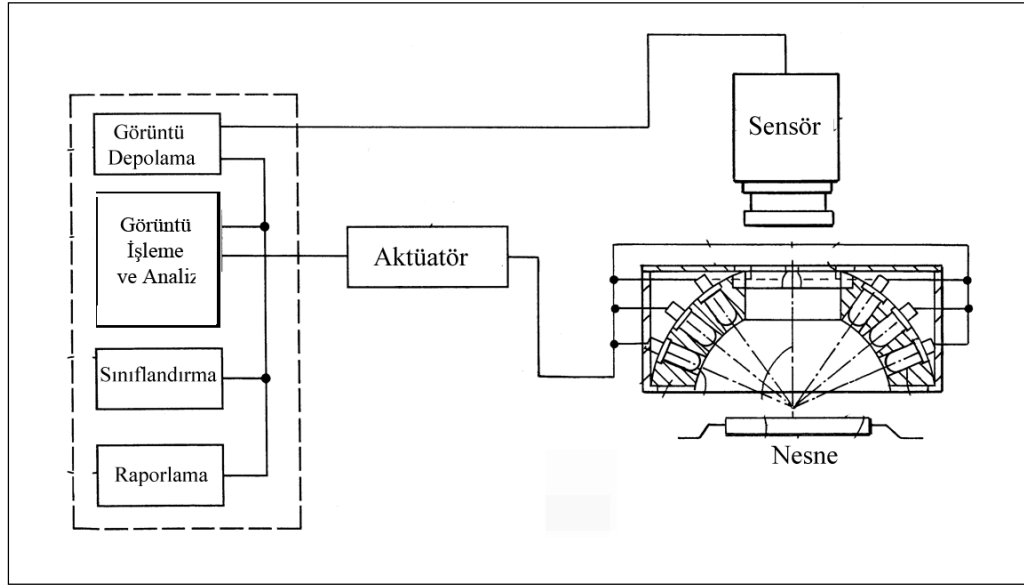 Görüntü
Depolama
Görüntü
İşleme
ve Analiz
Sınıflandırma
Raporlama
Aktüatör
Sensör
Nesne